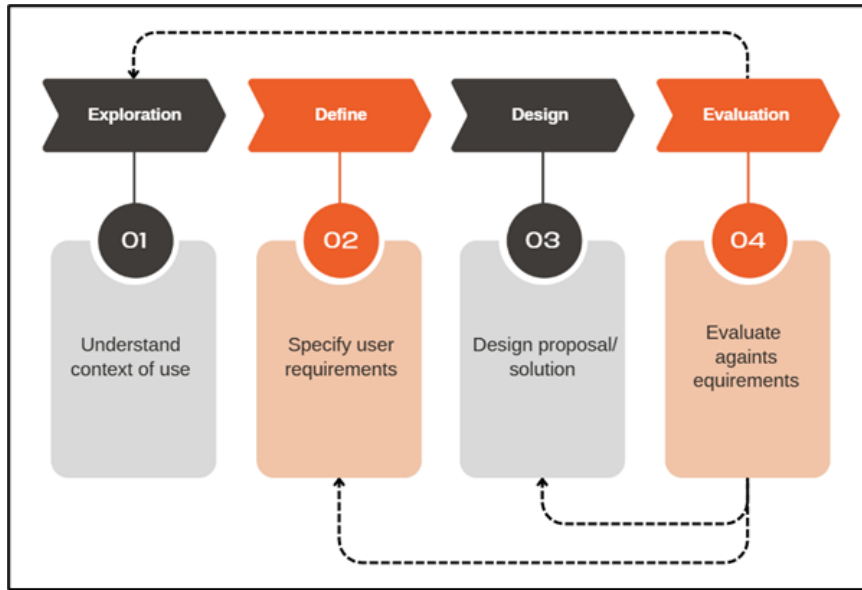 Exploration
Define
Design
Evaluation
01
02
03
04
Understand
context of use
Specify user
requirements
Design proposal/
solution
Evaluate
againts
equirements